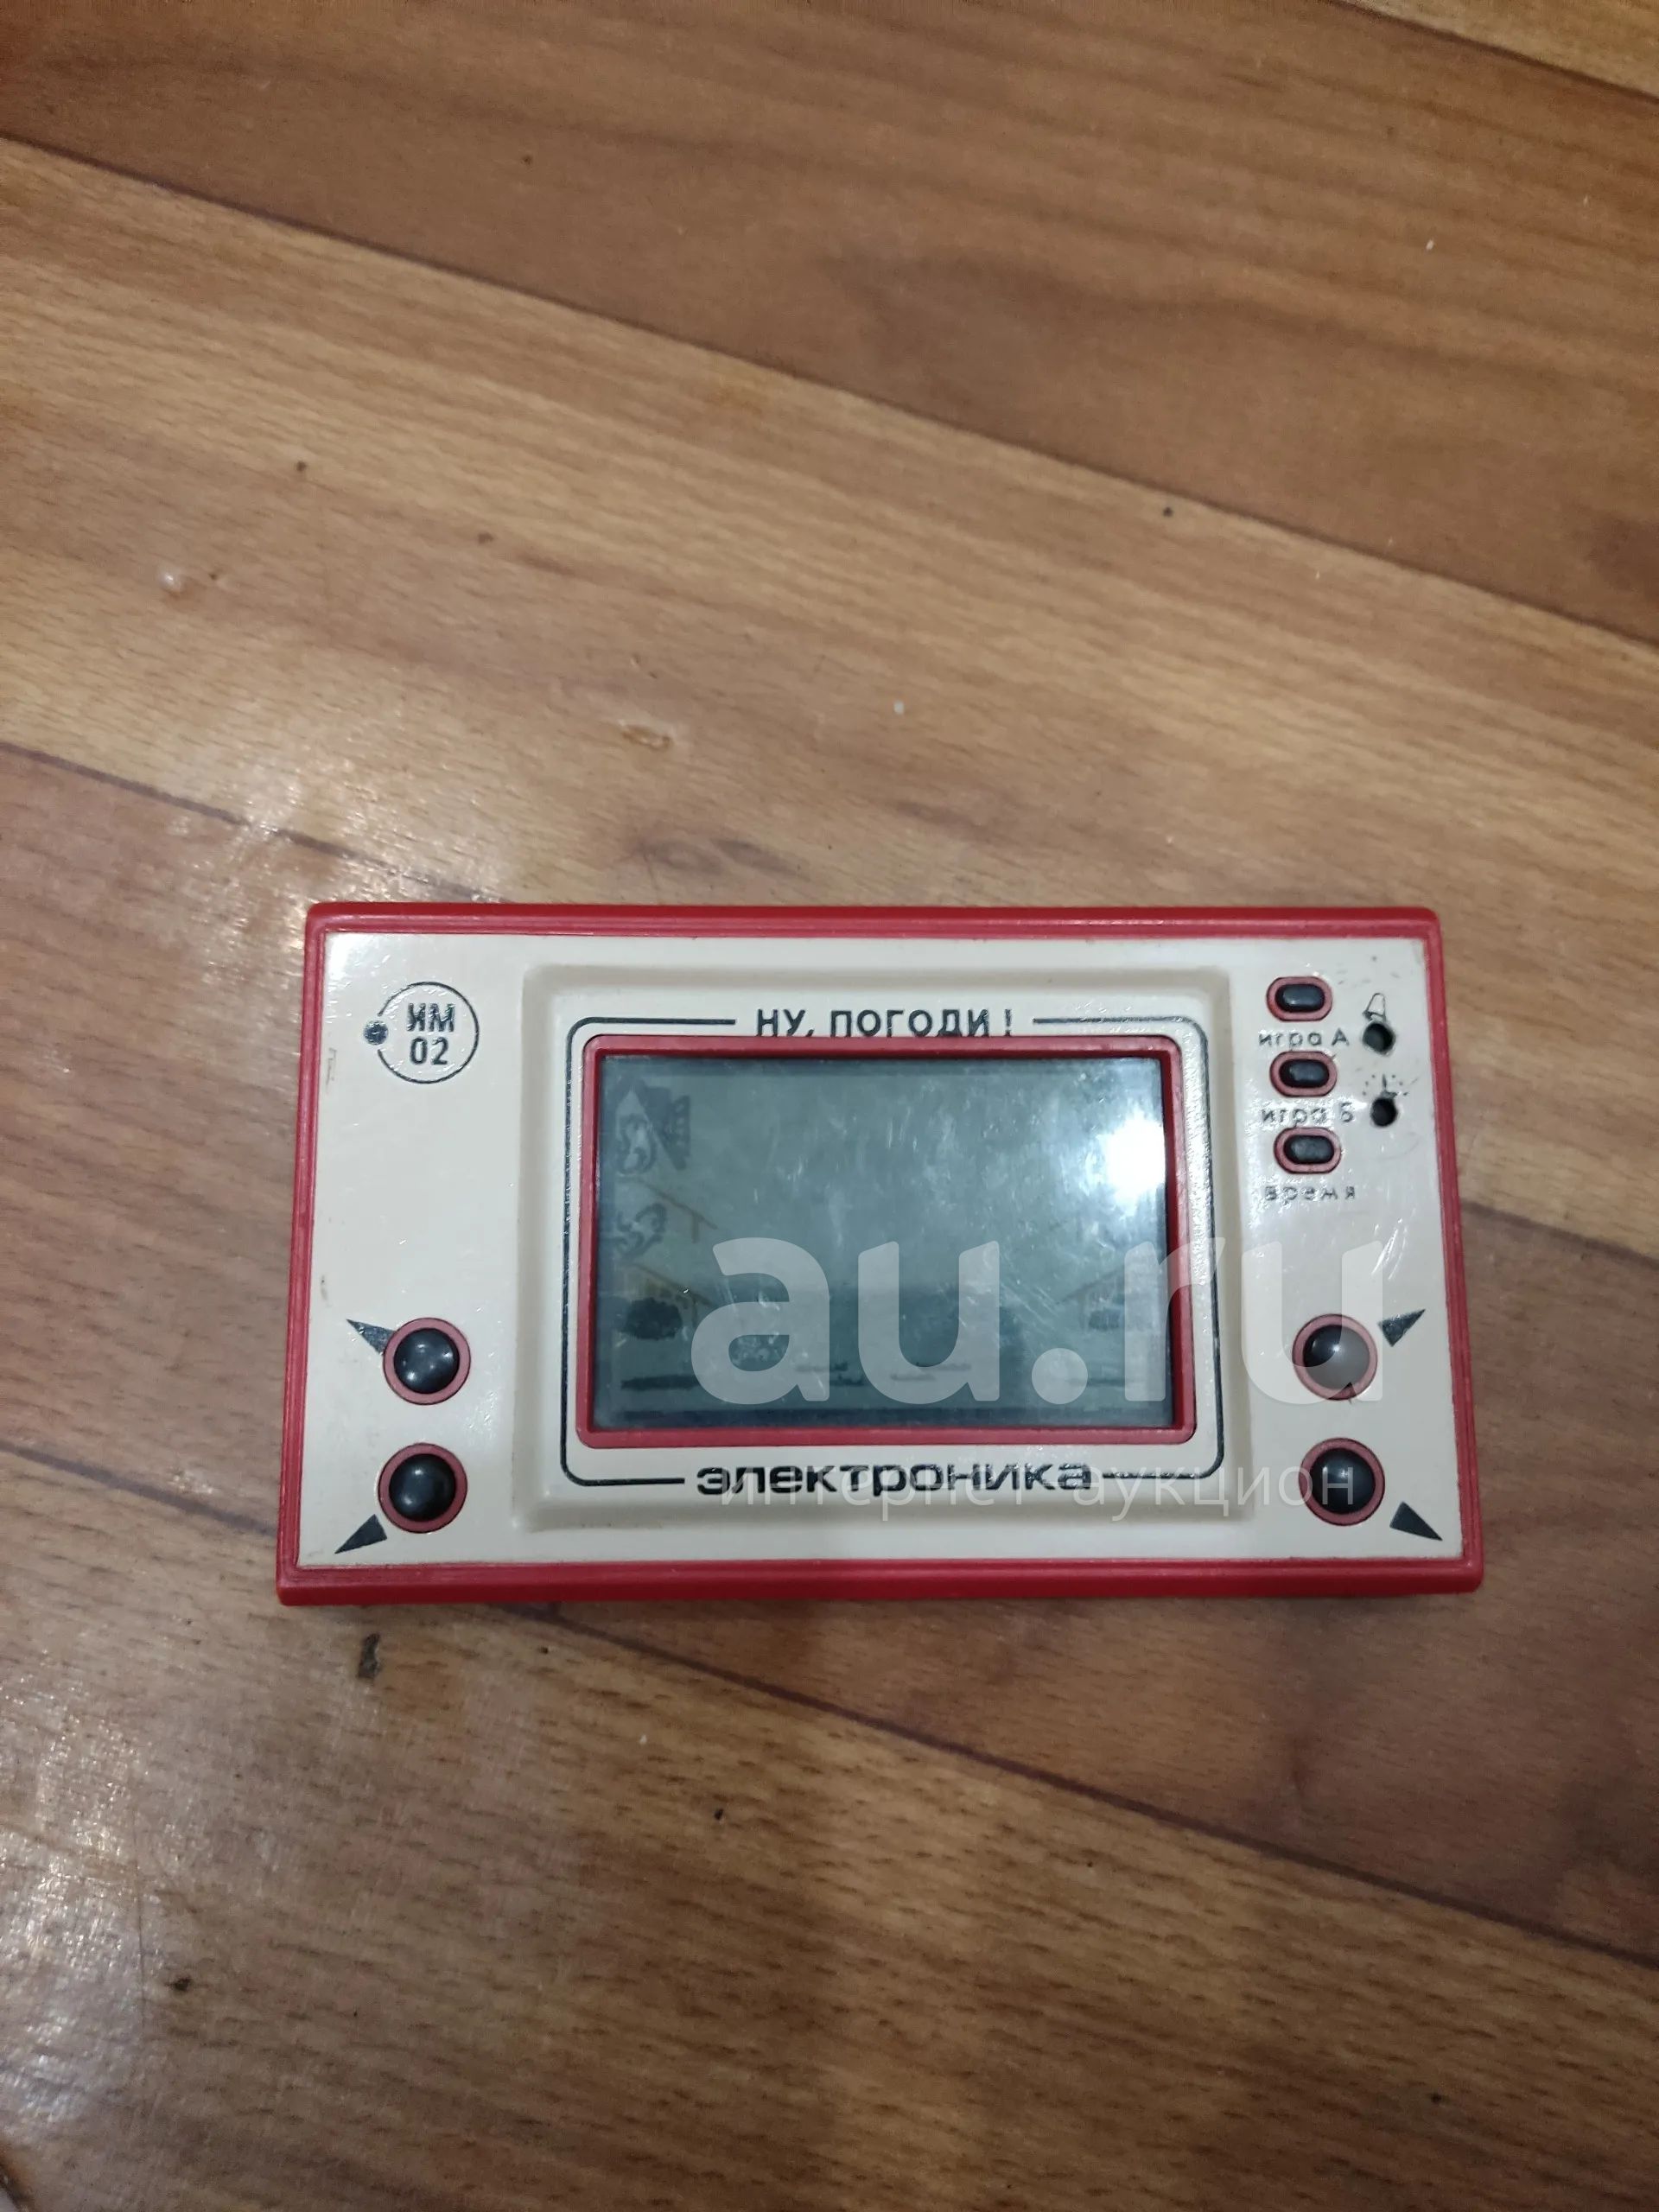 ИМ
02
НУ, ПОГОДИ!
игра А
игра Б
время
au.ru
электроника
интернет аукцион